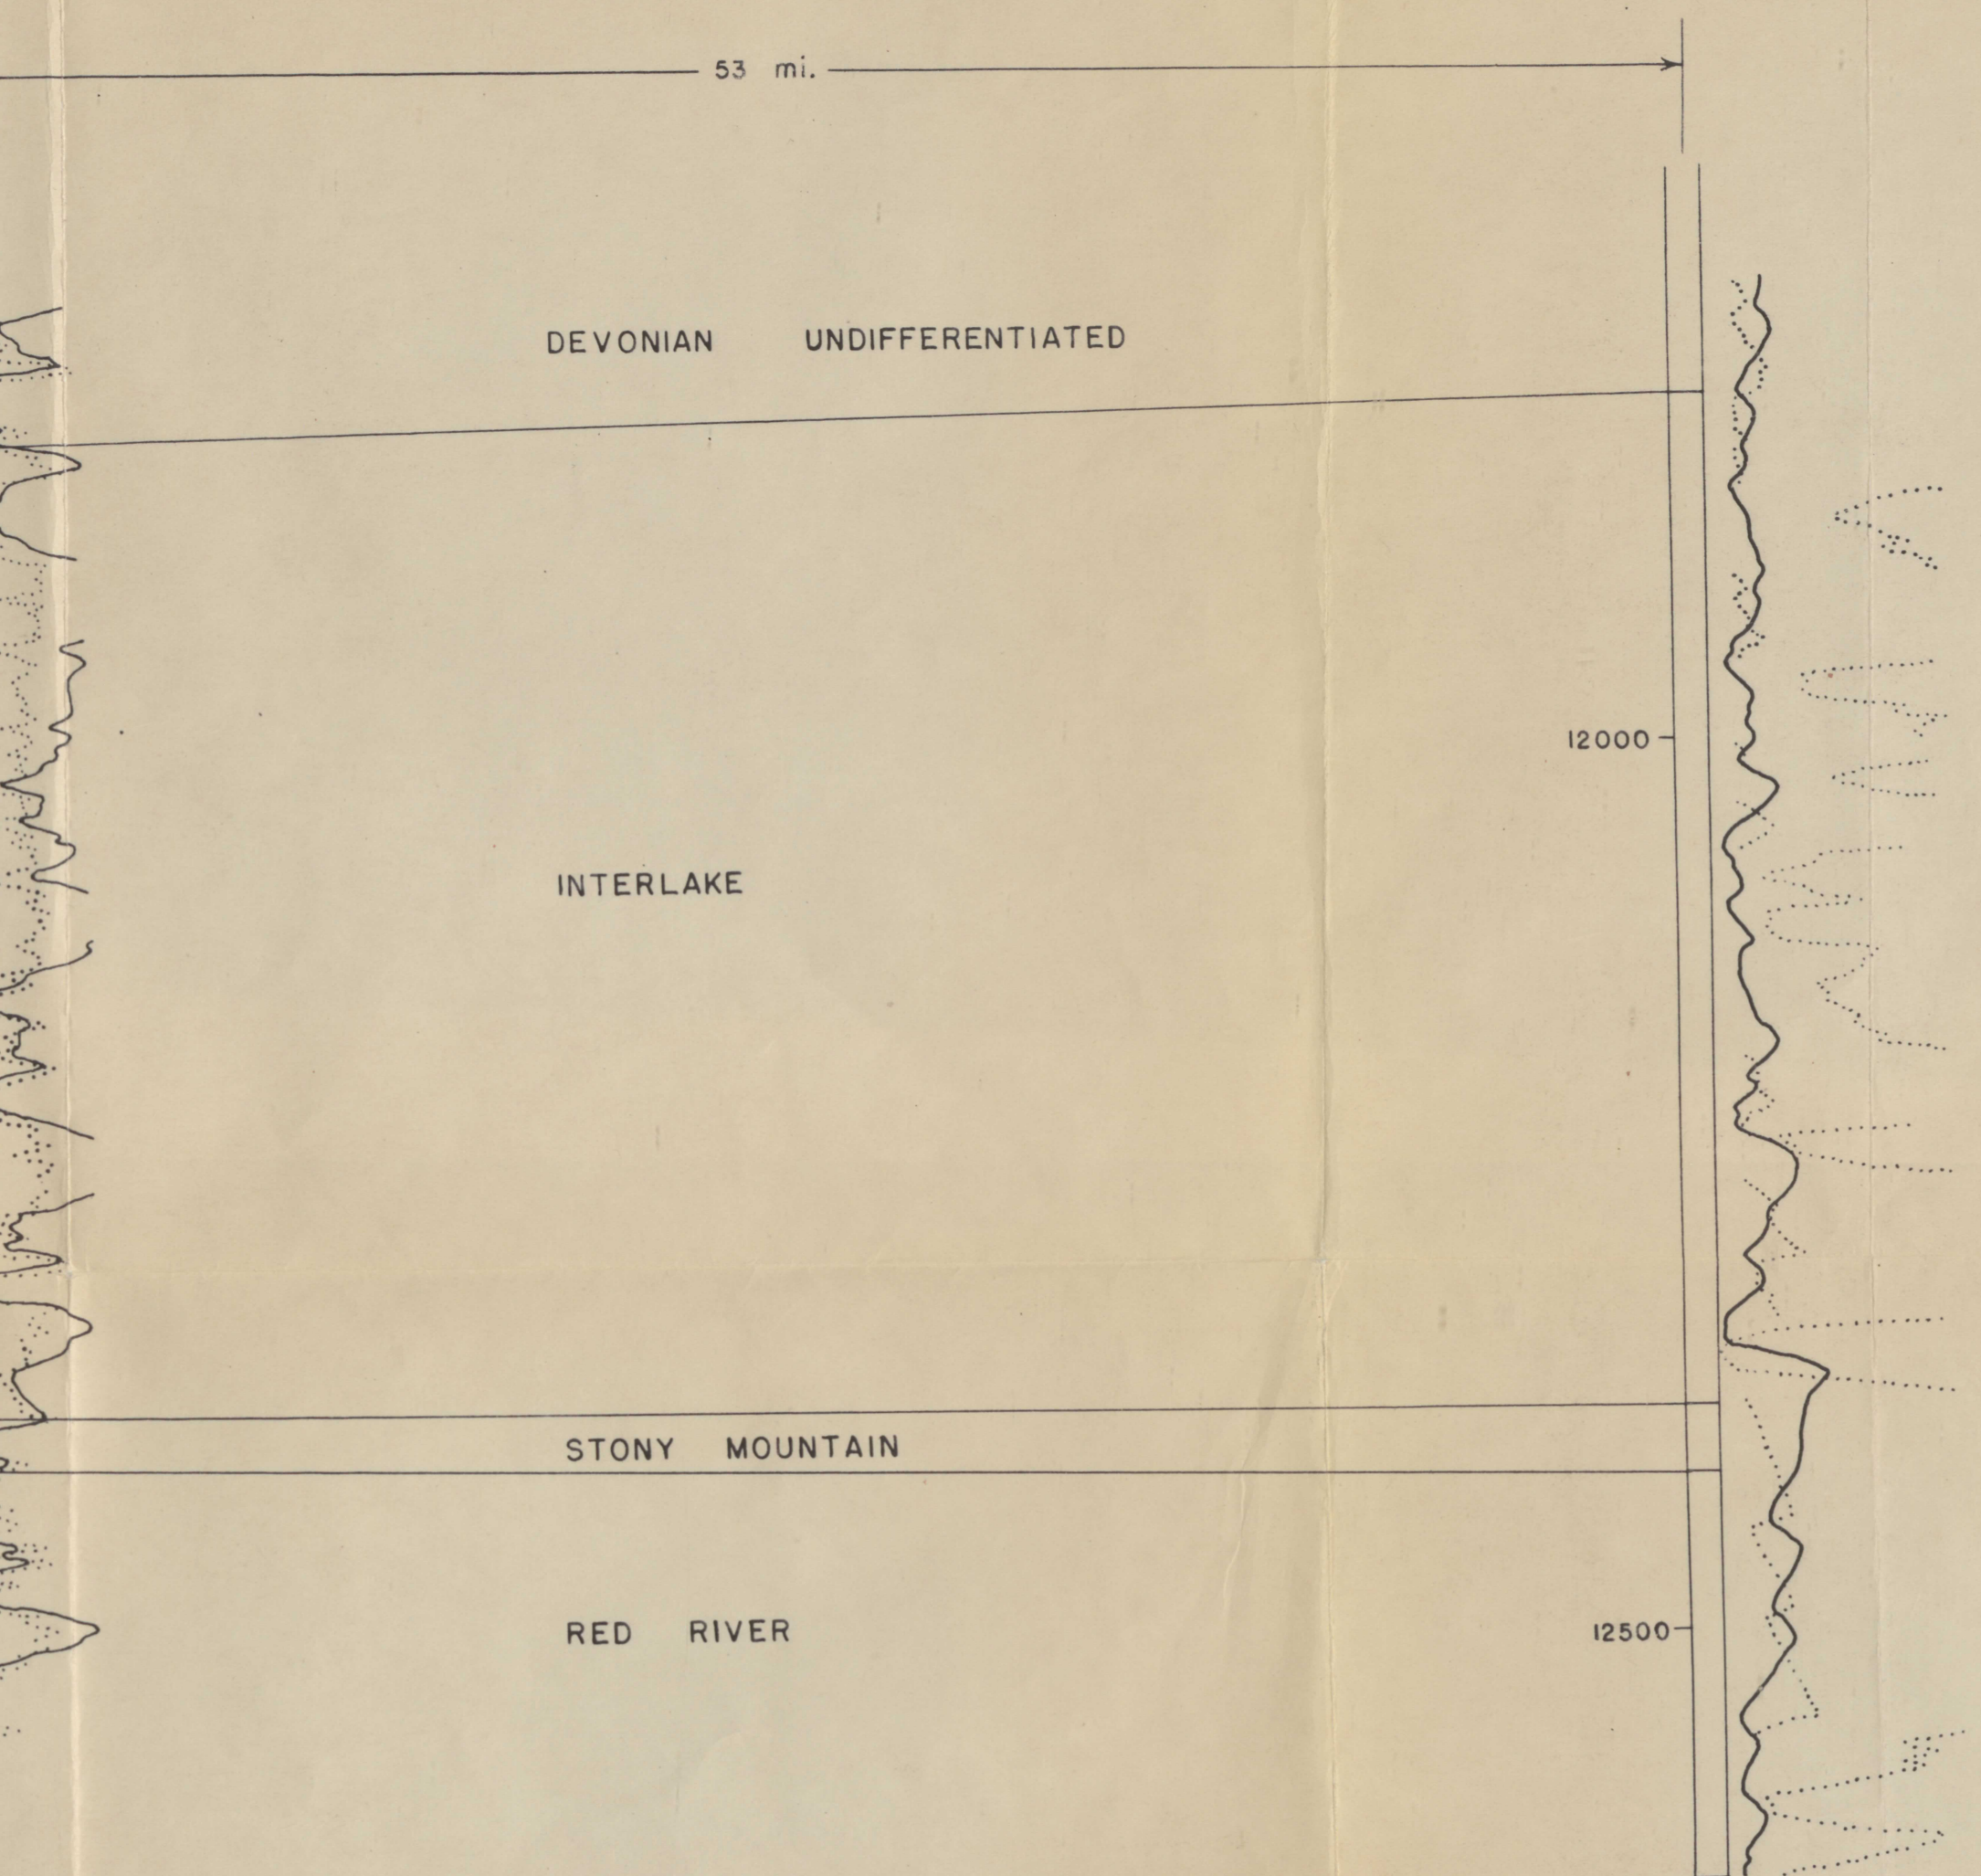 53 mi.
DEVONIAN UNDIFFERENTIATED
12000
INTERLAKE
STONY MOUNTAIN
RED RIVER
12500